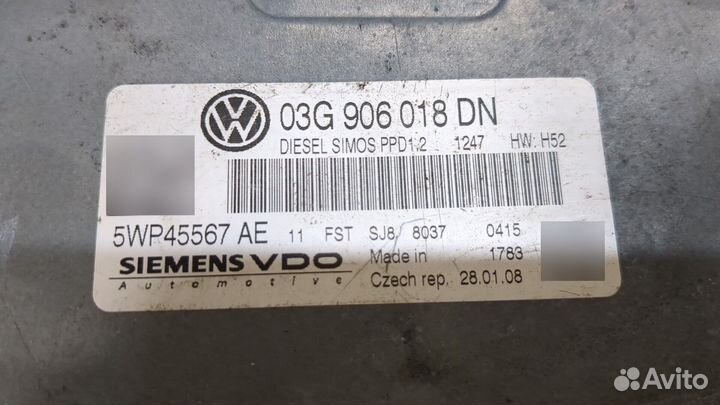 VW 03G 906 018 DN
DIESEL SIMOS PPD1.2 1247 HW: H52
5WP45567 AE 11 FST SJ8 8037 0415
SIEMENS VDO Made in 1783
Automotive Czech rep. 28.01.08
Avito